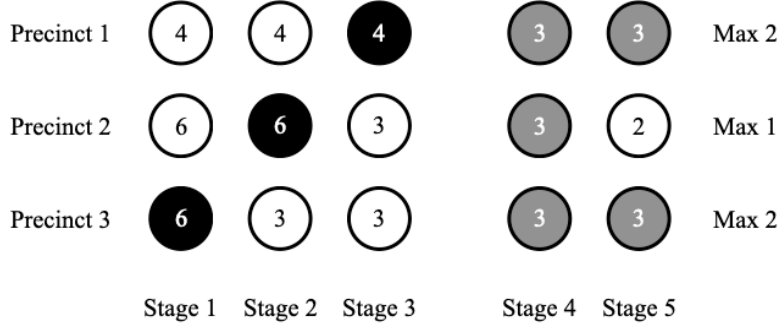 Precinct 1 4 4 4 3 3 Max 2
Precinct 2 6 6 3 3 2 Max 1
Precinct 3 6 3 3 3 3 Max 2
Stage 1 Stage 2 Stage 3 Stage 4 Stage 5